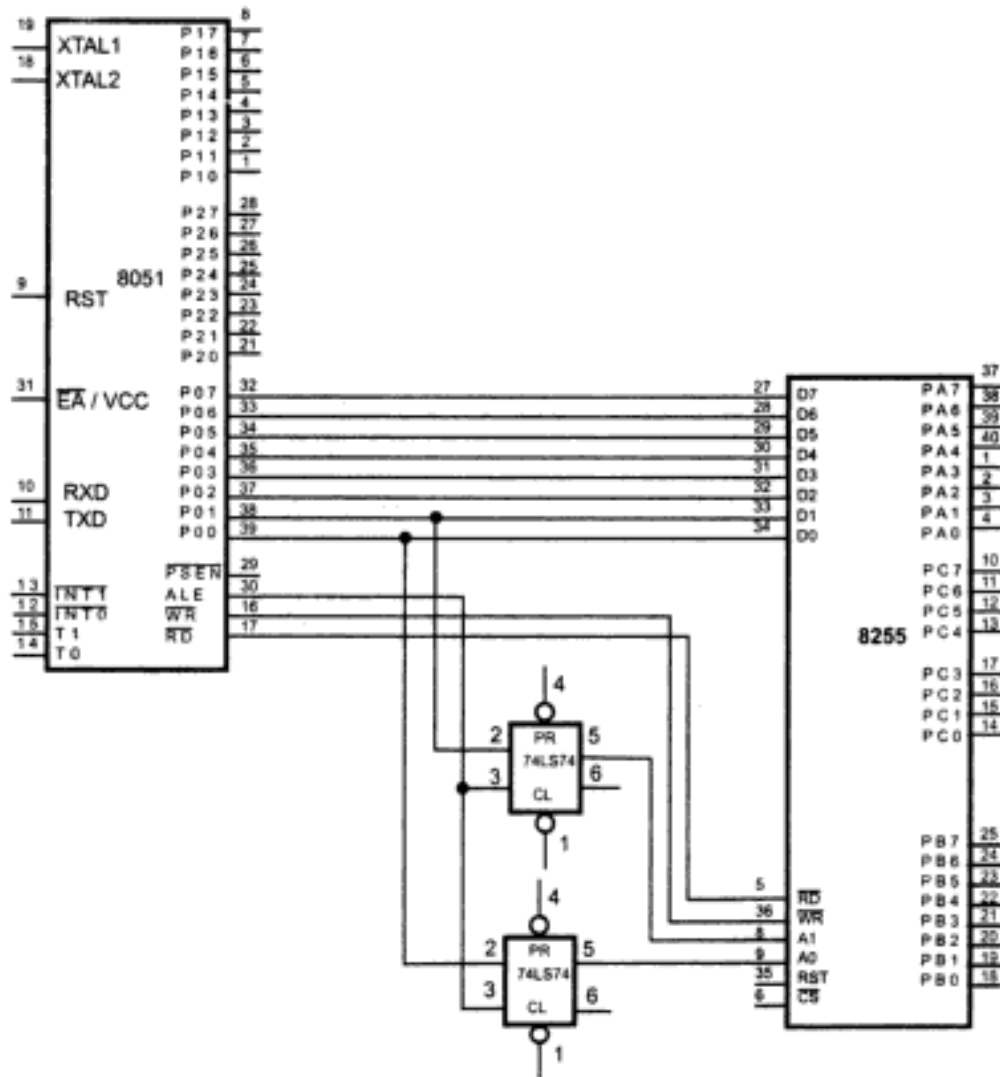 19 XTAL1
18 XTAL2
9 RST
31 EA / VCC
10 RXD
11 TXD
13 INT1
12 INT0
15 T1
14 T0
8051
P17 8
P16 7
P15 6
P14 5
P13 4
P12 3
P11 2
P10 1
P27 28
P26 27
P25 26
P24 25
P23 24
P22 23
P21 22
P20 21
P07 32
P06 33
P05 34
P04 35
P03 36
P02 37
P01 38
P00 39
PSEN 29
ALE 30
WR 16
RD 17
4
PR
2 74LS74 5
3 CL 6
1
4
PR
2 74LS74 5
3 CL 6
1
27 D7
28 D6
29 D5
30 D4
31 D3
32 D2
33 D1
34 D0
5 RD
36 WR
8 A1
9 A0
35 RST
6 CS
8255
PA7 37
PA6 38
PA5 39
PA4 40
PA3 1
PA2 2
PA1 3
PA0 4
PC7 10
PC6 11
PC5 12
PC4 13
PC3 17
PC2 16
PC1 15
PC0 14
PB7 25
PB6 24
PB5 23
PB4 22
PB3 21
PB2 20
PB1 19
PB0 18